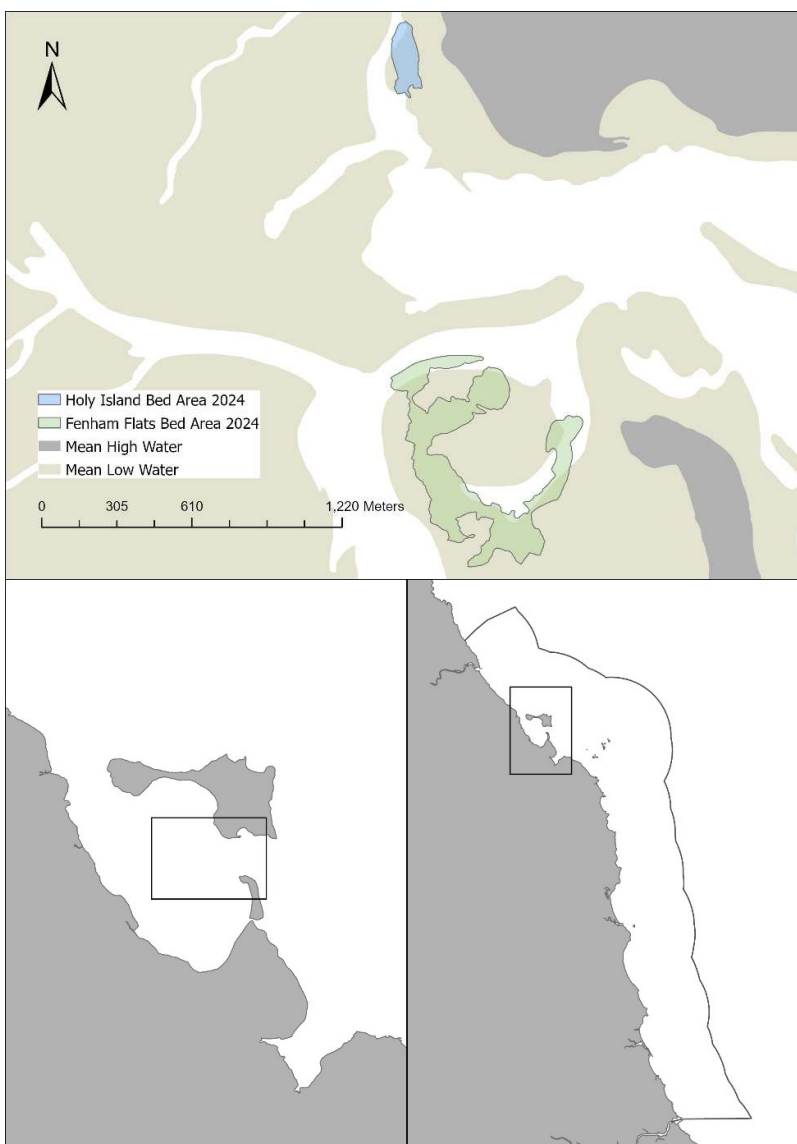 N
Holy Island Bed Area 2024
Fenham Flats Bed Area 2024
Mean High Water
Mean Low Water
0 305 610 1,220 Meters